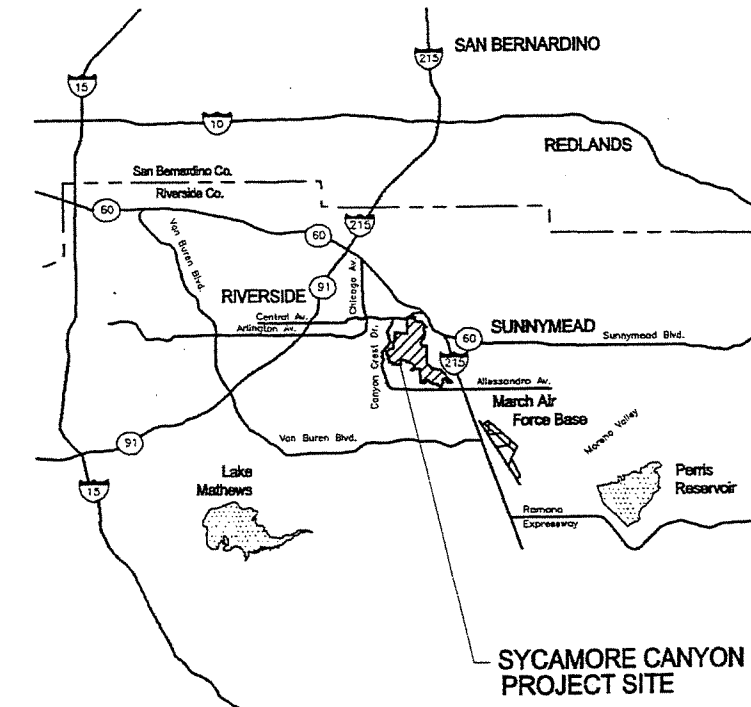 SAN BERNARDINO
215
15
10
REDLANDS
San Bernardino Co.
Riverside Co.
60
Van Buren Blvd.
215
60
91
RIVERSIDE
Chicago Av.
Central Av.
Arlington Av.
Canyon Crest Dr.
SUNNYMEAD
60
Sunnymead Blvd.
215
Allessandro Av.
March Air
Force Base
91
Van Buren Blvd.
Moreno Valley
Lake
Mathews
15
Perris
Reservoir
Ramona
Expressway
SYCAMORE CANYON
PROJECT SITE